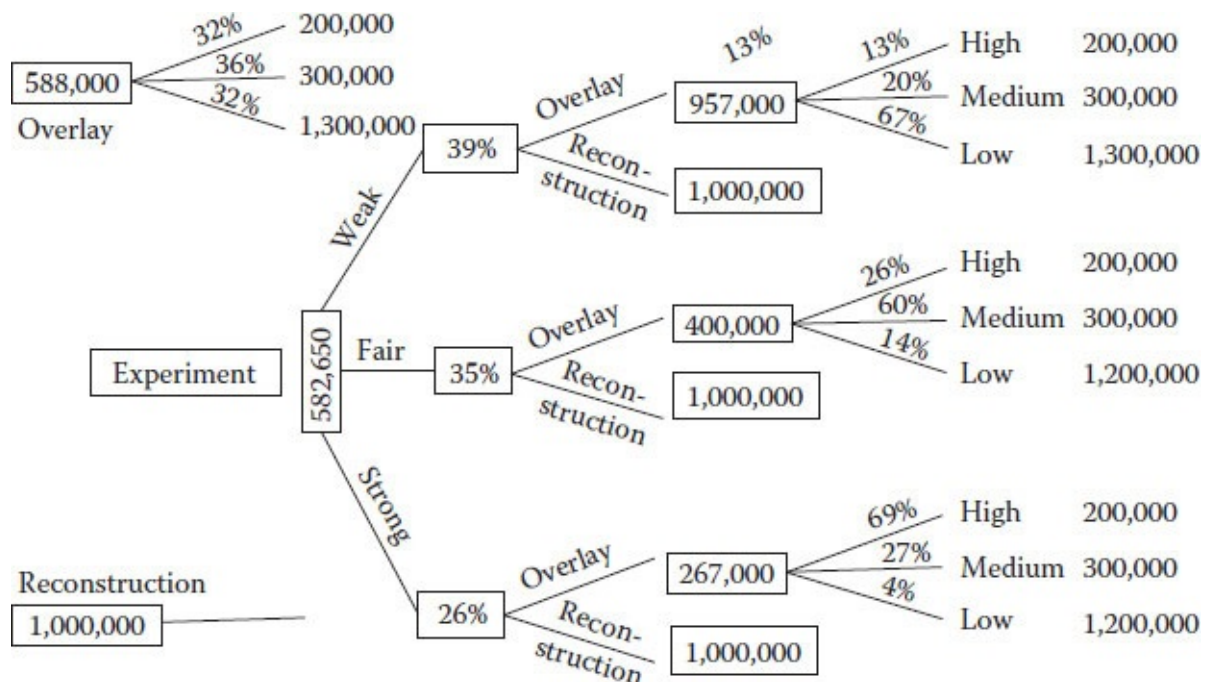 588,000
Overlay
32% 200,000
36% 300,000
32% 1,300,000
Experiment
582,650
Weak
39%
Overlay
957,000
13%
13% High 200,000
20% Medium 300,000
67% Low 1,300,000
Recon-
struction
1,000,000
Fair
35%
Overlay
400,000
26% High 200,000
60% Medium 300,000
14% Low 1,200,000
Recon-
struction
1,000,000
Strong
26%
Overlay
267,000
69% High 200,000
27% Medium 300,000
4% Low 1,200,000
Recon-
struction
1,000,000
Reconstruction
1,000,000